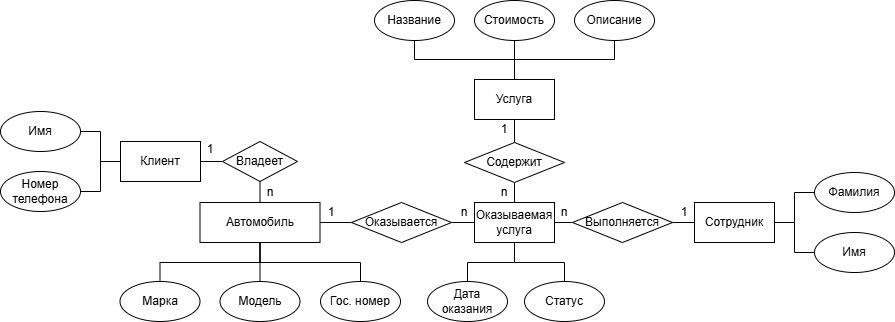 Название
Стоимость
Описание
Услуга
1
Имя
Клиент
1
Владеет
Содержит
Номер
телефона
n
n
Фамилия
Автомобиль
1
Оказывается
n
Оказываемая
услуга
n
Выполняется
1
Сотрудник
Имя
Марка
Модель
Гос. номер
Дата
оказания
Статус